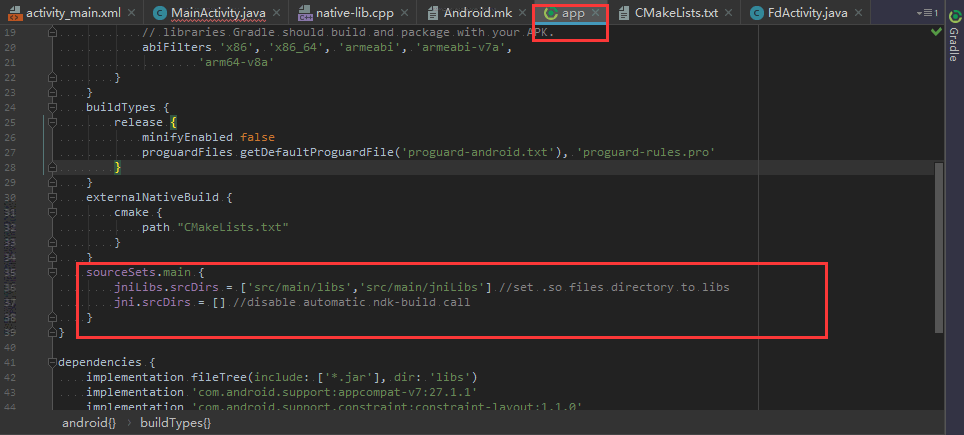 activity_main.xml MainActivity.java native-lib.cpp Android.mk app CMakeLists.txt FdActivity.java 1
Gradle
19 // libraries Gradle should build and package with your APK.
20 abiFilters 'x86', 'x86_64', 'armeabi', 'armeabi-v7a',
21 'arm64-v8a'
22 }
23 }
24 buildTypes {
25 release {
26 minifyEnabled false
27 proguardFiles getDefaultProguardFile('proguard-android.txt'), 'proguard-rules.pro'
28 }
29 }
30 externalNativeBuild {
31 cmake {
32 path "CMakeLists.txt"
33 }
34 }
35 sourceSets.main {
36 jniLibs.srcDirs = ['src/main/libs','src/main/jniLibs'] //set .so files directory to libs
37 jni.srcDirs = [] //disable automatic ndk-build call
38 }
39 }
40
41 dependencies {
42 implementation fileTree(include: ['*.jar'], dir: 'libs')
43 implementation 'com.android.support:appcompat-v7:27.1.1'
44 implementation 'com.android.support.constraint:constraint-layout:1.1.0'
android{} buildTypes{}